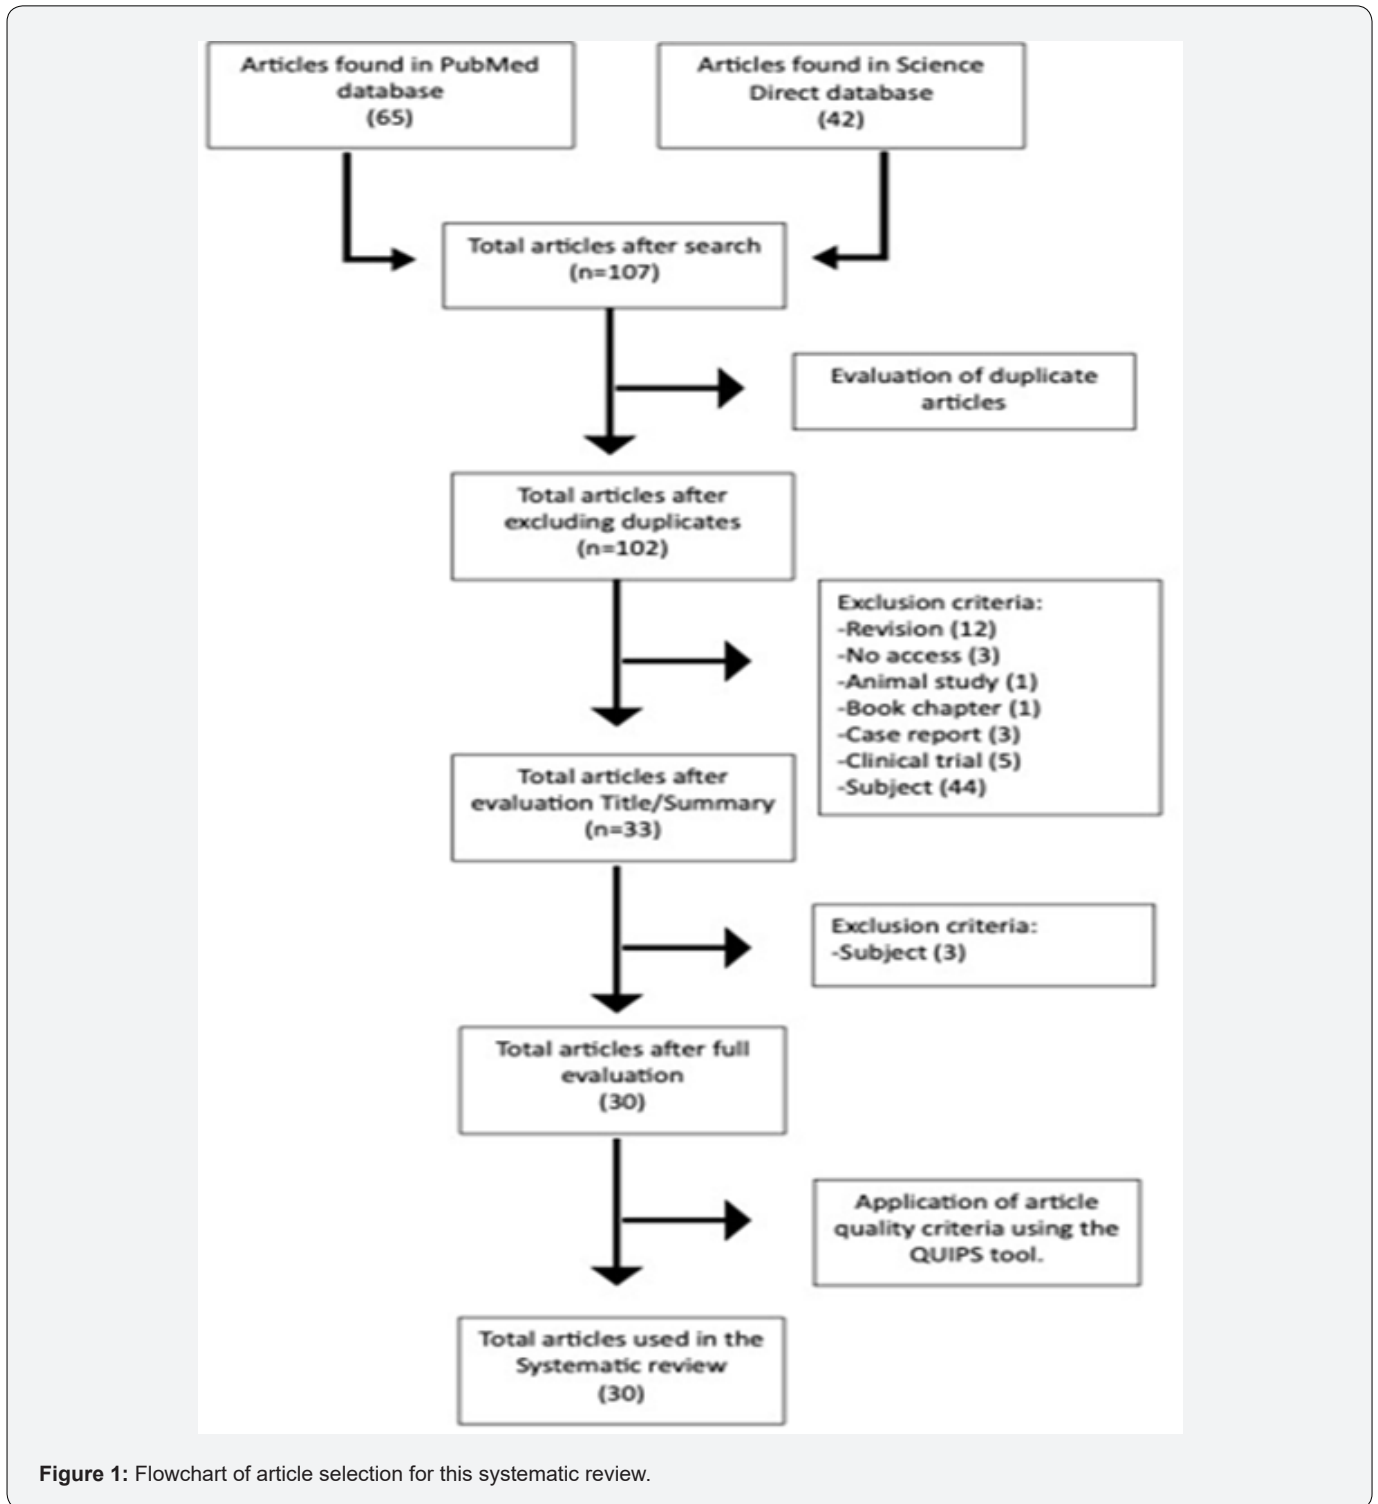 Articles found in PubMed
database
(65)
Articles found in Science
Direct database
(42)
Total articles after search
(n=107)
Evaluation of duplicate
articles
Total articles after
excluding duplicates
(n=102)
Exclusion criteria:
-Revision (12)
-No access (3)
-Animal study (1)
-Book chapter (1)
-Case report (3)
-Clinical trial (5)
-Subject (44)
Total articles after
evaluation Title/Summary
(n=33)
Exclusion criteria:
-Subject (3)
Total articles after full
evaluation
(30)
Application of article
quality criteria using the
QUIPS tool.
Total articles used in the
Systematic review
(30)
Figure 1: Flowchart of article selection for this systematic review.